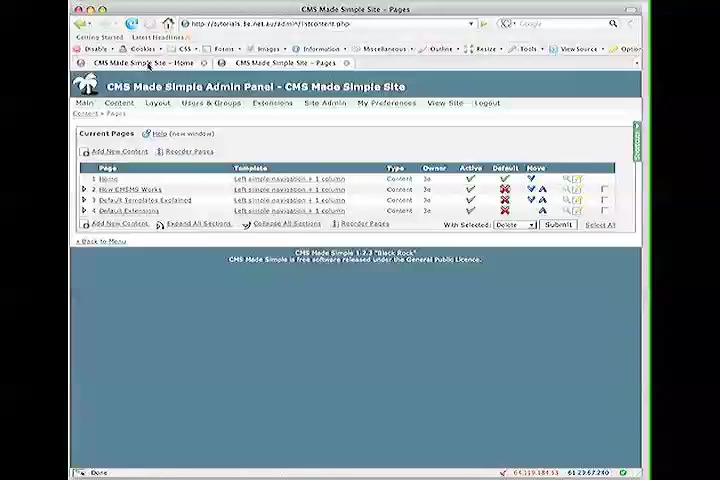 CMS Made Simple Site - Pages
http://tutorials.3e.net.au/admin/listcontent.php
Google
Getting Started Latest Headlines
Disable Cookies CSS Forms Images Information Miscellaneous Outline Resize Tools View Source Option
CMS Made Simple Site - Home CMS Made Simple Site - Pages
CMS Made Simple Admin Panel - CMS Made Simple Site
Main Content Layout Users & Groups Extensions Site Admin My Preferences View Site Logout
Content » Pages
Shortcuts
Current Pages Help (new window)
Add New Content Reorder Pages
Page Template Type Owner Active Default Move
1 Home Left simple navigation + 1 column Content 3e
2 How CMSMS Works Left simple navigation + 1 column Content 3e
3 Default Templates Explained Left simple navigation + 1 column Content 3e
4 Default Extensions Left simple navigation + 1 column Content 3e
Add New Content Expand All Sections Collapse All Sections Reorder Pages With Selected: Delete Submit Select All
« Back to Menu
CMS Made Simple 1.2.3 "Black Rock"
CMS Made Simple is free software released under the General Public Licence.
Done